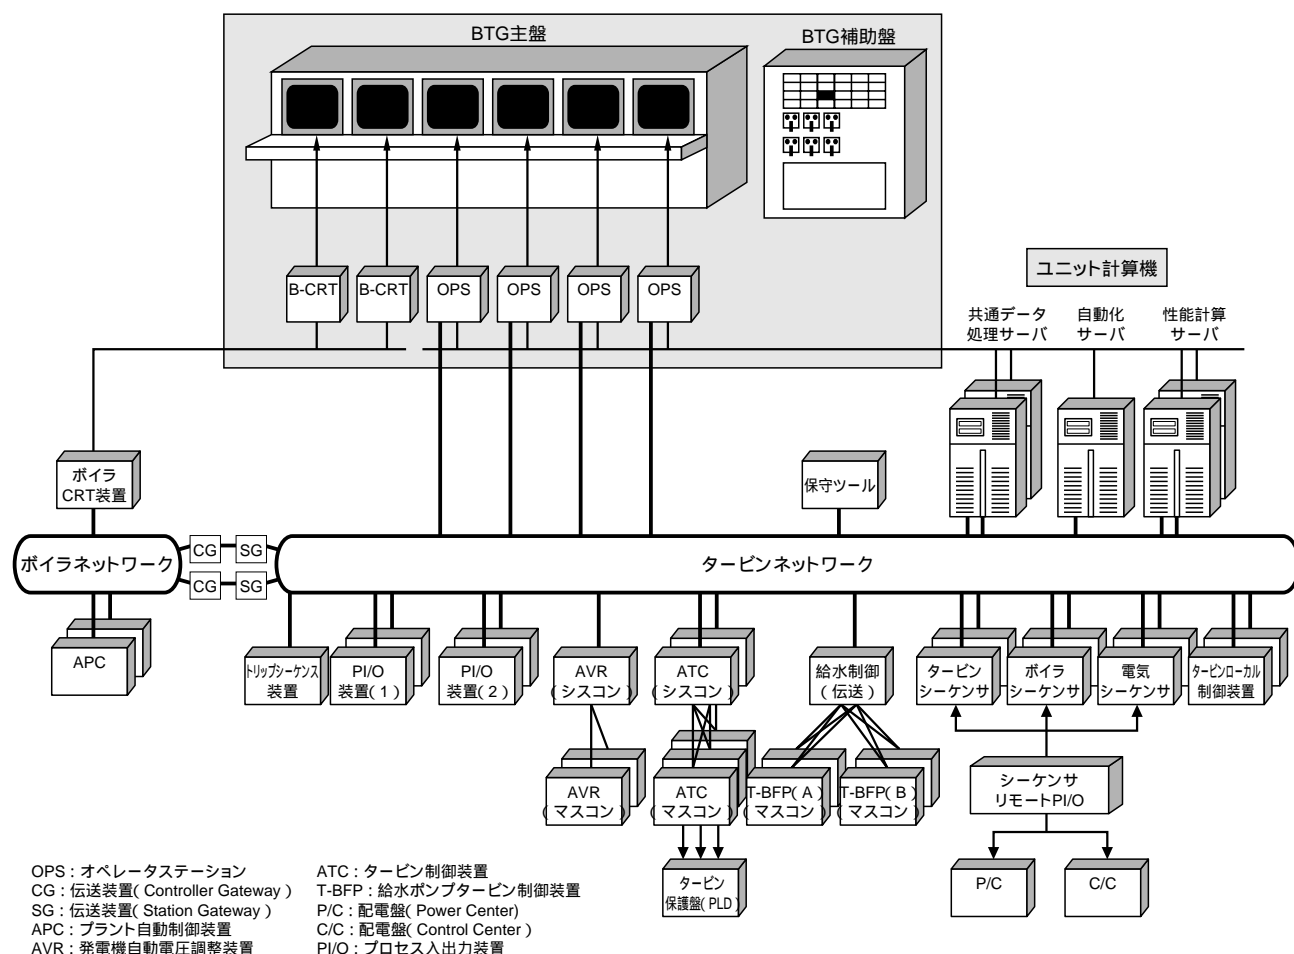 BTG主盤
BTG補助盤
B-CRT
B-CRT
OPS
OPS
OPS
OPS
ユニット計算機
共通データ
処理サーバ
自動化
サーバ
性能計算
サーバ
ボイラ
CRT装置
保守ツール
ボイラネットワーク
CG
SG
CG
SG
タービンネットワーク
APC
トリップシーケンス
装置
PI/O
装置(1)
PI/O
装置(2)
AVR
(シスコン)
ATC
(シスコン)
給水制御
(伝送)
タービン
シーケンサ
ボイラ
シーケンサ
電気
シーケンサ
タービンローカル
制御装置
AVR
(マスコン)
ATC
(マスコン)
T-BFP(A)
(マスコン)
T-BFP(B)
(マスコン)
シーケンサ
リモートPI/O
タービン
保護盤(PLD)
P/C
C/C
OPS:オペレータステーション
CG:伝送装置(Controller Gateway)
SG:伝送装置(Station Gateway)
APC:プラント自動制御装置
AVR:発電機自動電圧調整装置
ATC:タービン制御装置
T-BFP:給水ポンプタービン制御装置
P/C:配電盤(Power Center)
C/C:配電盤(Control Center)
PI/O:プロセス入出力装置